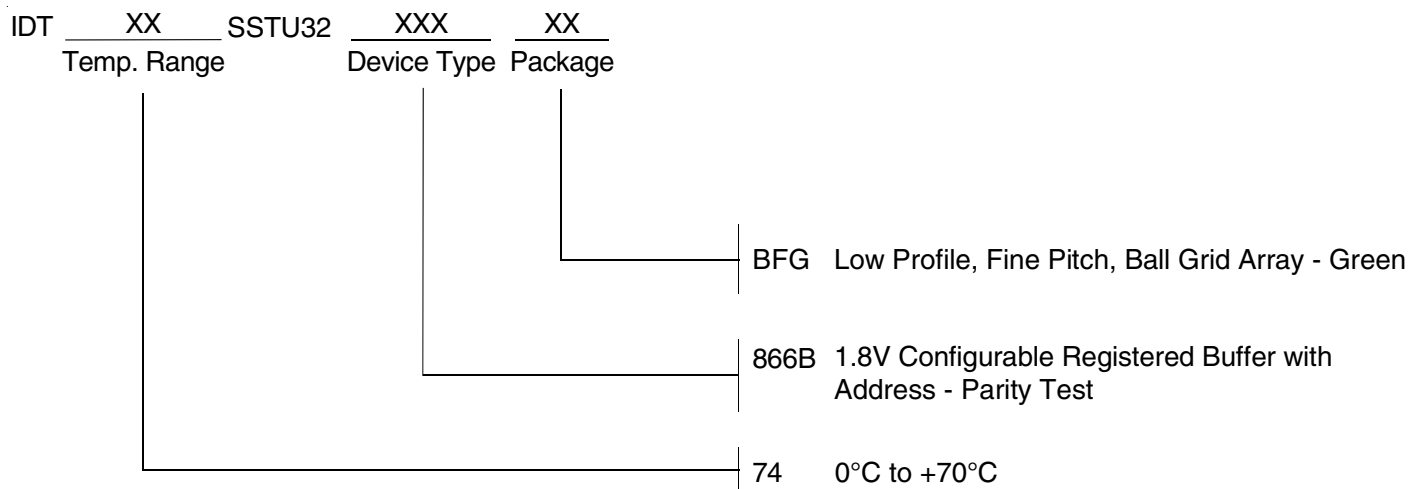 IDT XX SSTU32 XXX XX
Temp. Range Device Type Package
BFG Low Profile, Fine Pitch, Ball Grid Array - Green
866B 1.8V Configurable Registered Buffer with
Address - Parity Test
74 0°C to +70°C